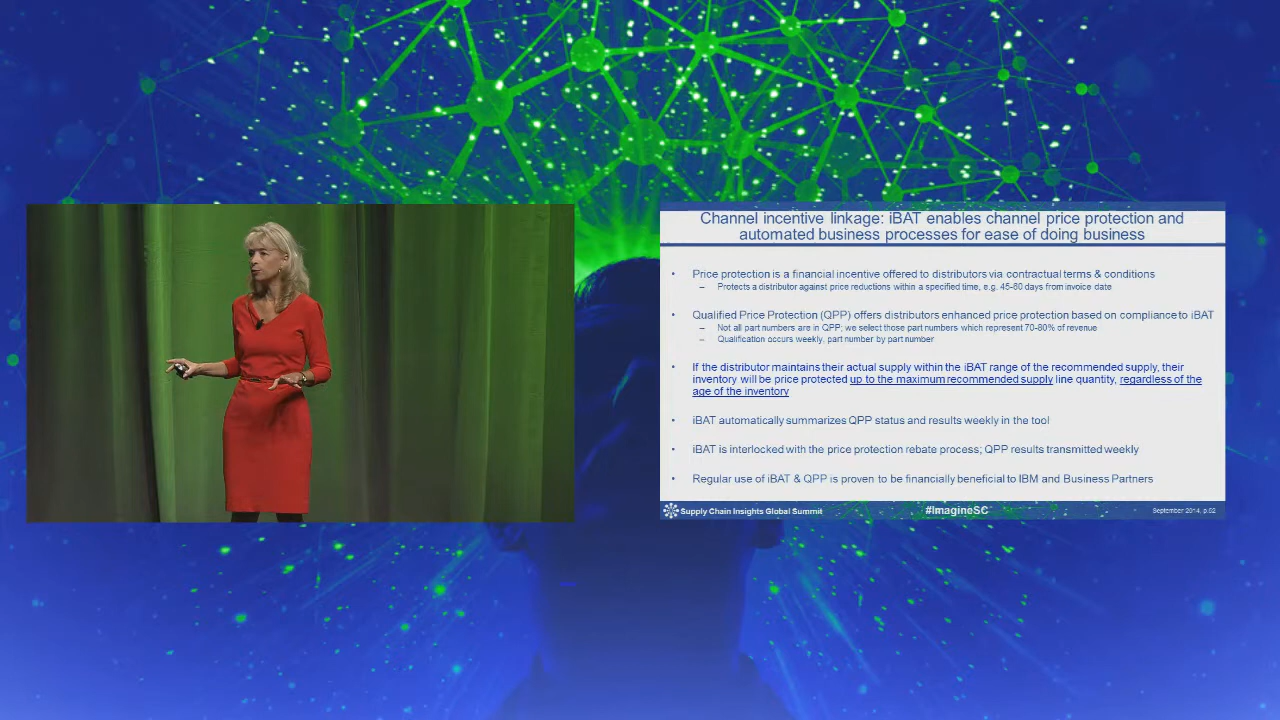 Channel incentive linkage: iBAT enables channel price protection and
automated business processes for ease of doing business
• Price protection is a financial incentive offered to distributors via contractual terms & conditions
– Protects a distributor against price reductions within a specified time, e.g. 45-60 days from invoice date
• Qualified Price Protection (QPP) offers distributors enhanced price protection based on compliance to iBAT
– Not all part numbers are in QPP; we select those part numbers which represent 70-80% of revenue
– Qualification occurs weekly, part number by part number
• If the distributor maintains their actual supply within the iBAT range of the recommended supply, their
inventory will be price protected up to the maximum recommended supply line quantity, regardless of the
age of the inventory
• iBAT automatically summarizes QPP status and results weekly in the tool
• iBAT is interlocked with the price protection rebate process; QPP results transmitted weekly
• Regular use of iBAT & QPP is proven to be financially beneficial to IBM and Business Partners
Supply Chain Insights Global Summit
#ImagineSC
September 2014, p.52